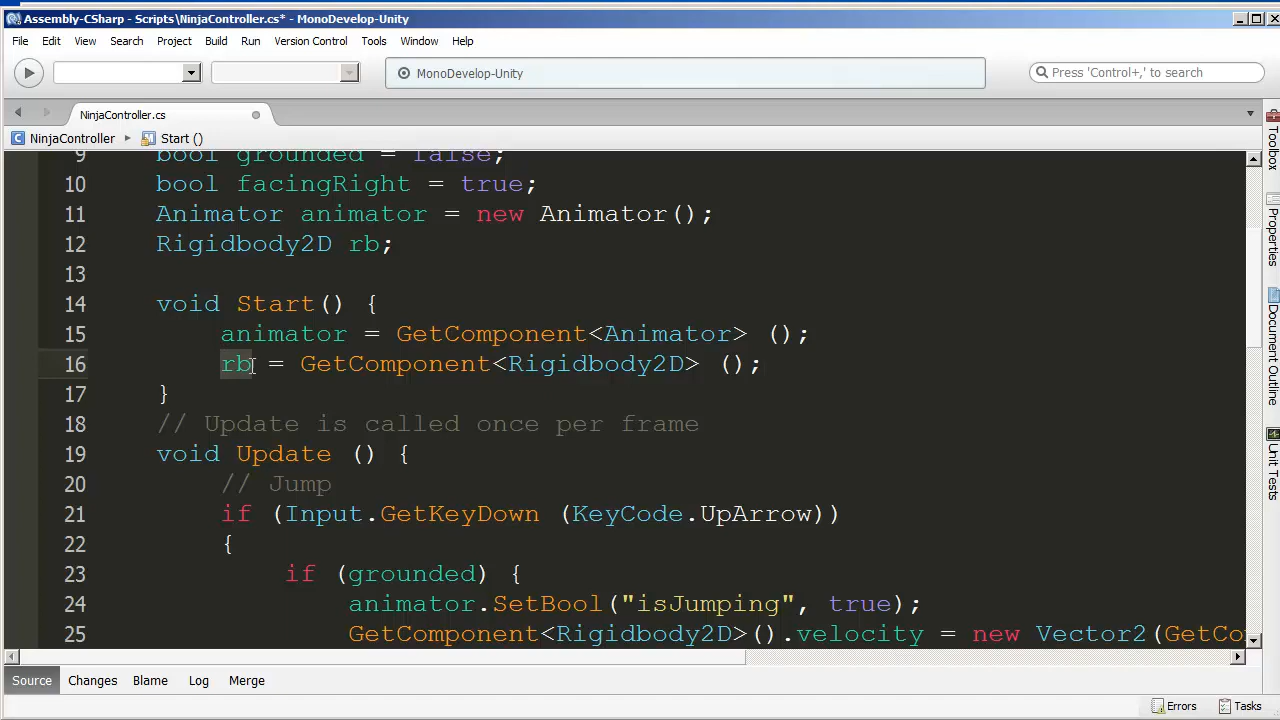 Assembly-CSharp - Scripts\NinjaController.cs* - MonoDevelop-Unity
File Edit View Search Project Build Run Version Control Tools Window Help
MonoDevelop-Unity
Press 'Control+,' to search
NinjaController.cs
NinjaController Start ()
9 bool grounded = false;
10 bool facingRight = true;
11 Animator animator = new Animator();
12 Rigidbody2D rb;
13
14 void Start() {
15 animator = GetComponent<Animator> ();
16 rb = GetComponent<Rigidbody2D> ();
17 }
18 // Update is called once per frame
19 void Update () {
20 // Jump
21 if (Input.GetKeyDown (KeyCode.UpArrow))
22 {
23 if (grounded) {
24 animator.SetBool("isJumping", true);
25 GetComponent<Rigidbody2D>().velocity = new Vector2(GetCo
Toolbox
Properties
Document Outline
Unit Tests
Source Changes Blame Log Merge
Errors Tasks